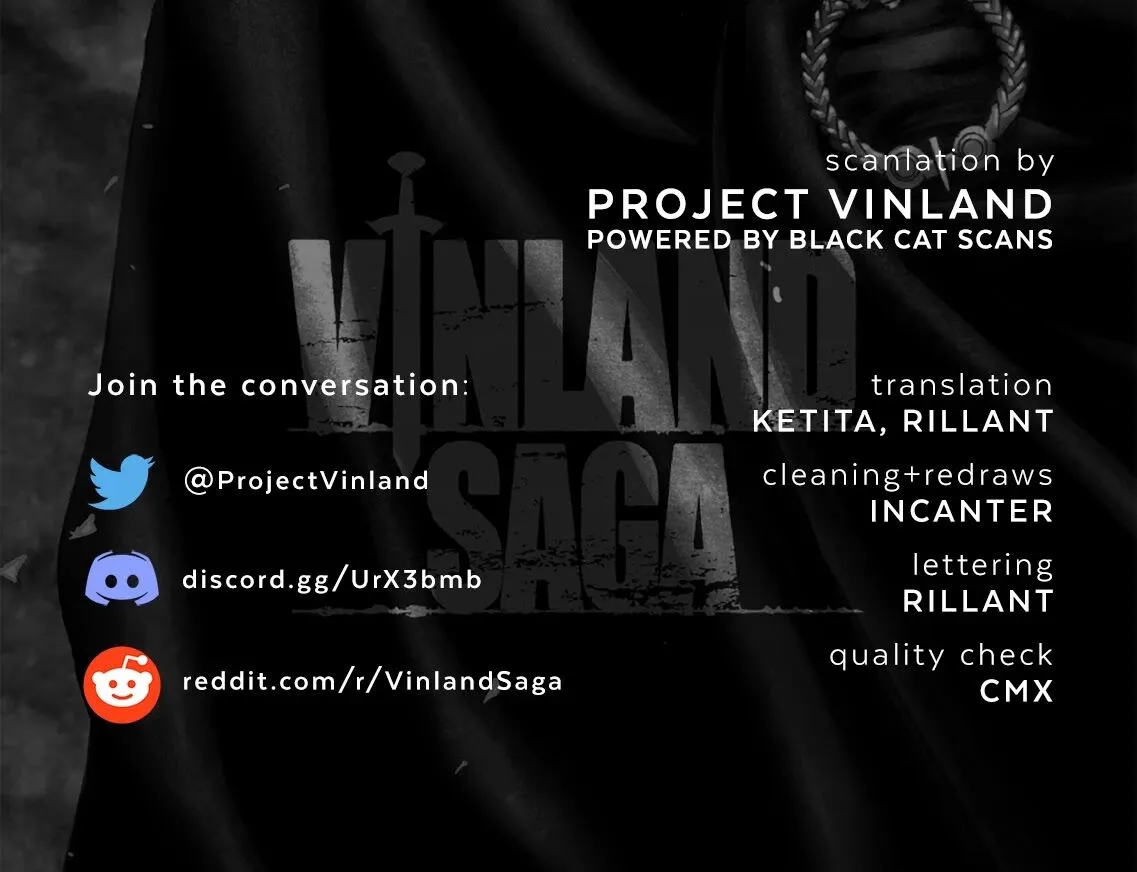 scanlation by
PROJECT VINLAND
POWERED BY BLACK CAT SCANS
VINLAND
SAGA
Join the conversation:
@ProjectVinland
discord.gg/UrX3bmb
reddit.com/r/VinlandSaga
translation
KETITA, RILLANT
cleaning+redraws
INCANTER
lettering
RILLANT
quality check
CMX